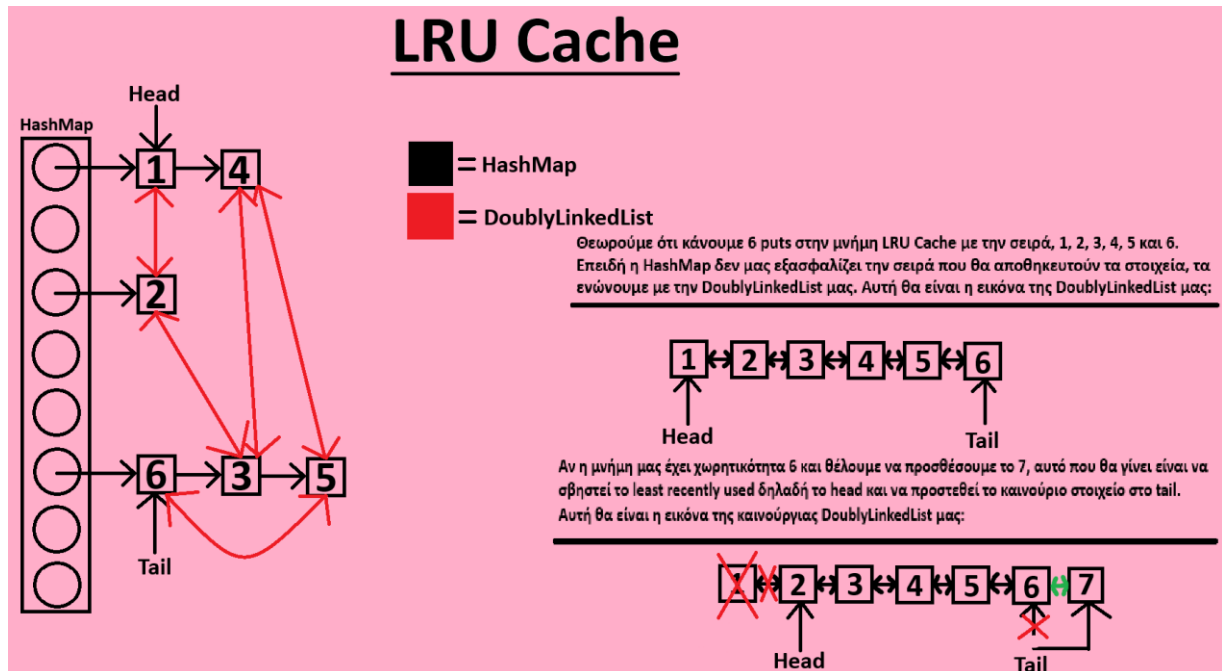 LRU Cache
Head
HashMap
1
4
2
6
3
5
Tail
= HashMap
= DoublyLinkedList
Θεωρούμε ότι κάνουμε 6 puts στην μνήμη LRU Cache με την σειρά, 1, 2, 3, 4, 5 και 6.
Επειδή η HashMap δεν μας εξασφαλίζει την σειρά που θα αποθηκευτούν τα στοιχεία, τα
ενώνουμε με την DoublyLinkedList μας. Αυτή θα είναι η εικόνα της DoublyLinkedList μας:
1 2 3 4 5 6
Head Tail
Αν η μνήμη μας έχει χωρητικότητα 6 και θέλουμε να προσθέσουμε το 7, αυτό που θα γίνει είναι να
σβηστεί το least recently used δηλαδή το head και να προστεθεί το καινούριο στοιχείο στο tail.
Αυτή θα είναι η εικόνα της καινούργιας DoublyLinkedList μας:
1 2 3 4 5 6 7
Head Tail